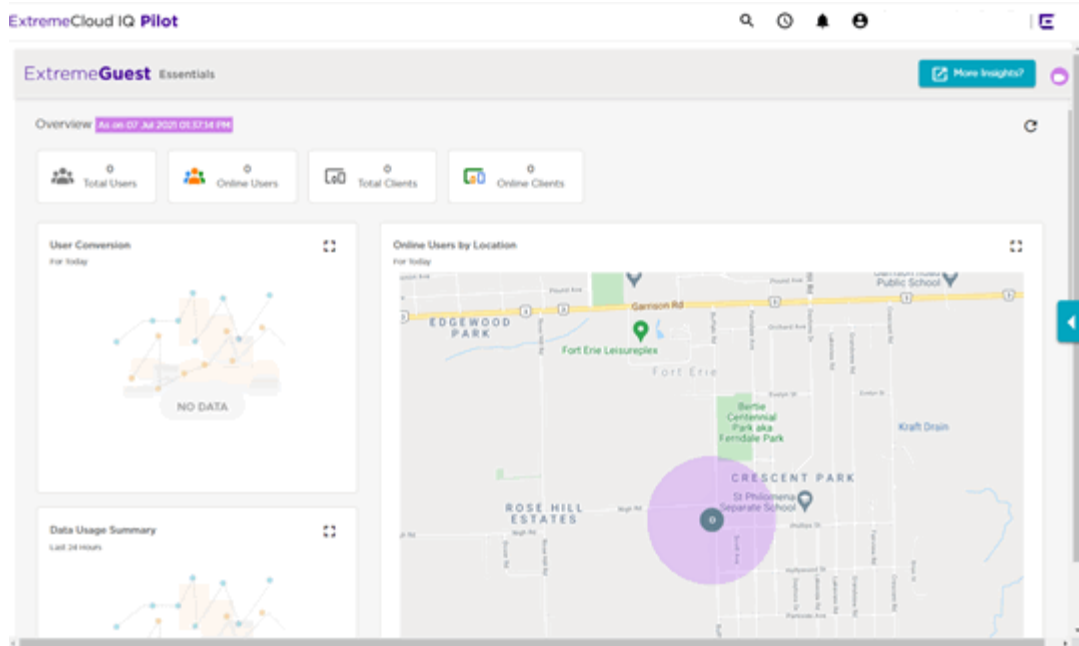 ExtremeCloud IQ Pilot
ExtremeGuest Essentials
More Insights?
Overview As on 07 Jul 2021 01:37:14 PM
0
Total Users
0
Online Users
0
Total Clients
0
Online Clients
User Conversion
For Today
NO DATA
Online Users by Location
For Today
Garrison Rd
Public School
EDGEWOOD
PARK
Fort Erie Leisureplex
Fort Erie
Bertie
Centennial
Park aka
Ferndale Park
Kraft Drain
CRESCENT PARK
St Philomena
Separate School
ROSE HILL
ESTATES
0
Data Usage Summary
Last 24 Hours